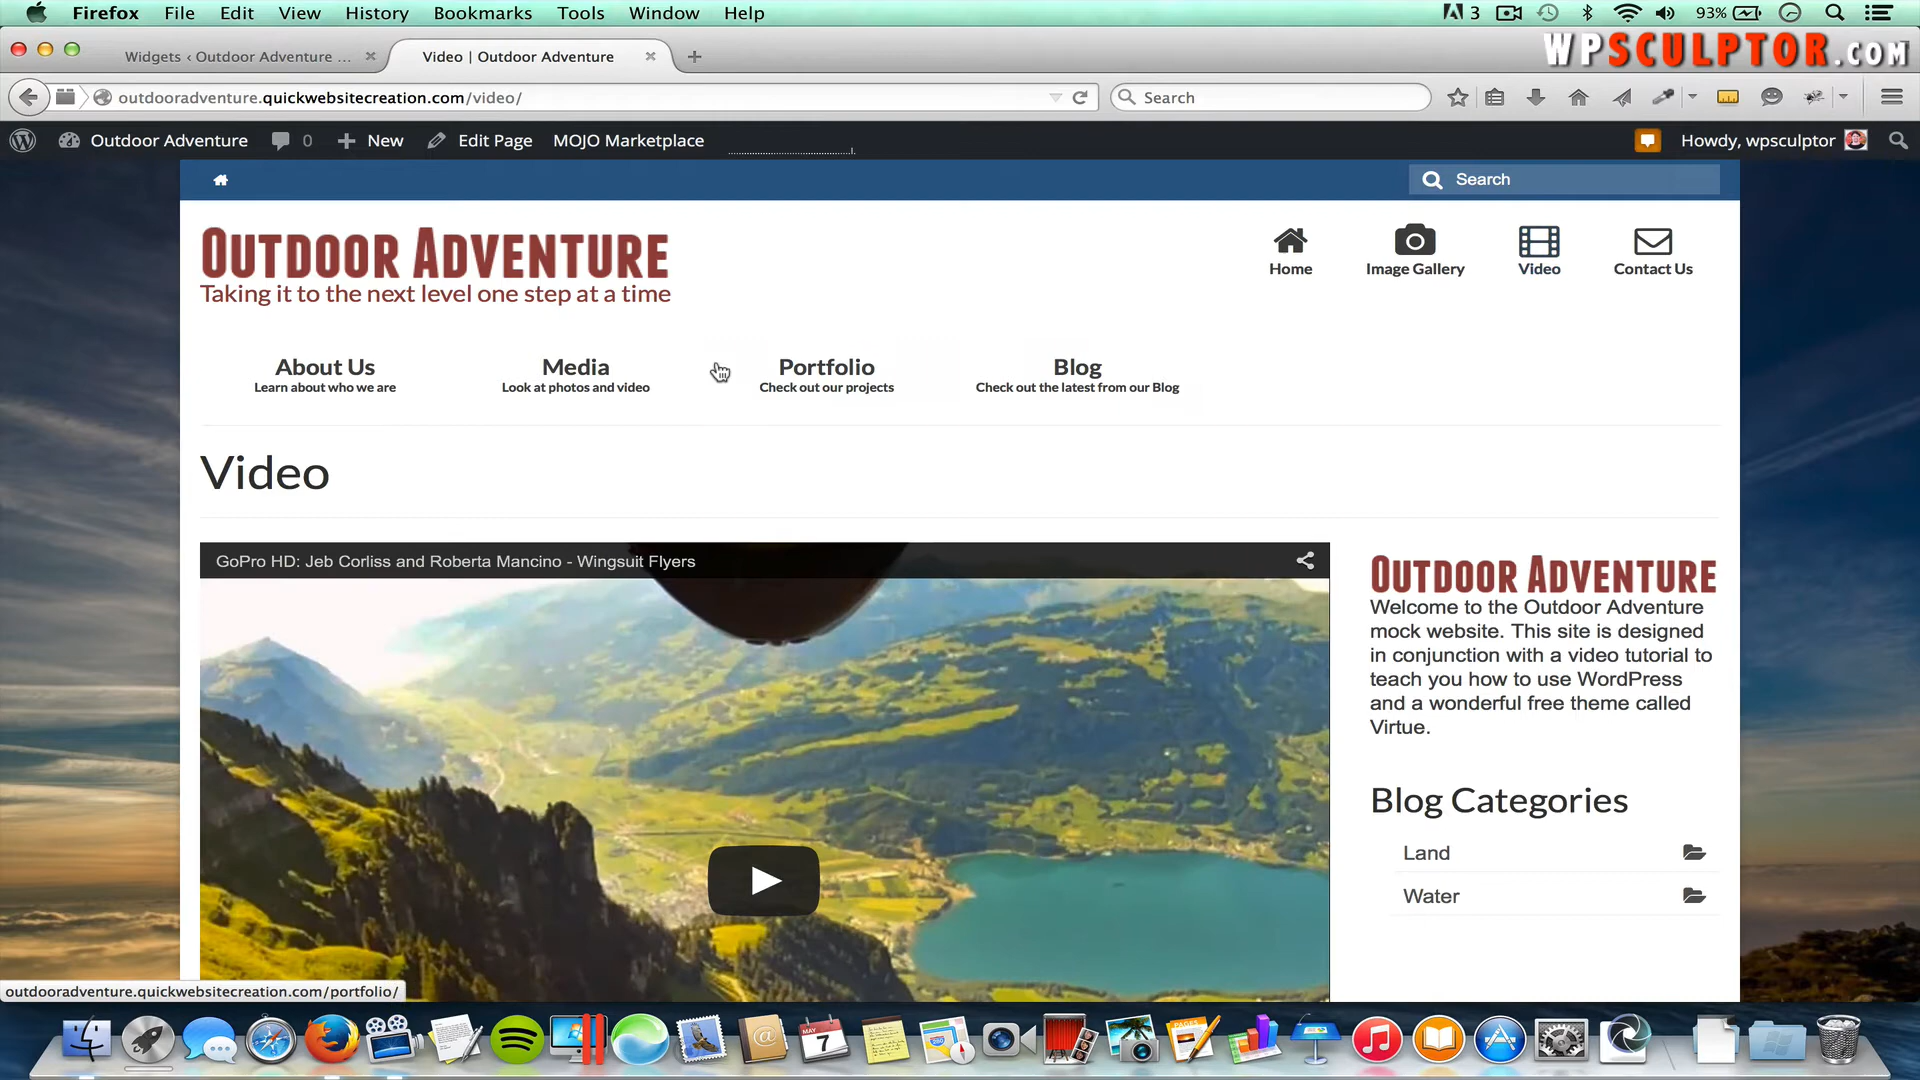 Firefox File Edit View History Bookmarks Tools Window Help
3 93%
WPSCULPTOR.COM
Widgets ‹ Outdoor Adventure ... Video | Outdoor Adventure
outdooradventure.quickwebsitecreation.com/video/ Search
Outdoor Adventure 0 New Edit Page MOJO Marketplace Howdy, wpsculptor
Search
OUTDOOR ADVENTURE
Taking it to the next level one step at a time
Home Image Gallery Video Contact Us
About Us Media Portfolio Blog
Learn about who we are Look at photos and video Check out our projects Check out the latest from our Blog
Video
GoPro HD: Jeb Corliss and Roberta Mancino - Wingsuit Flyers
OUTDOOR ADVENTURE
Welcome to the Outdoor Adventure
mock website. This site is designed
in conjunction with a video tutorial to
teach you how to use WordPress
and a wonderful free theme called
Virtue.
Blog Categories
Land
Water
outdooradventure.quickwebsitecreation.com/portfolio/
MAY
7
PAGES